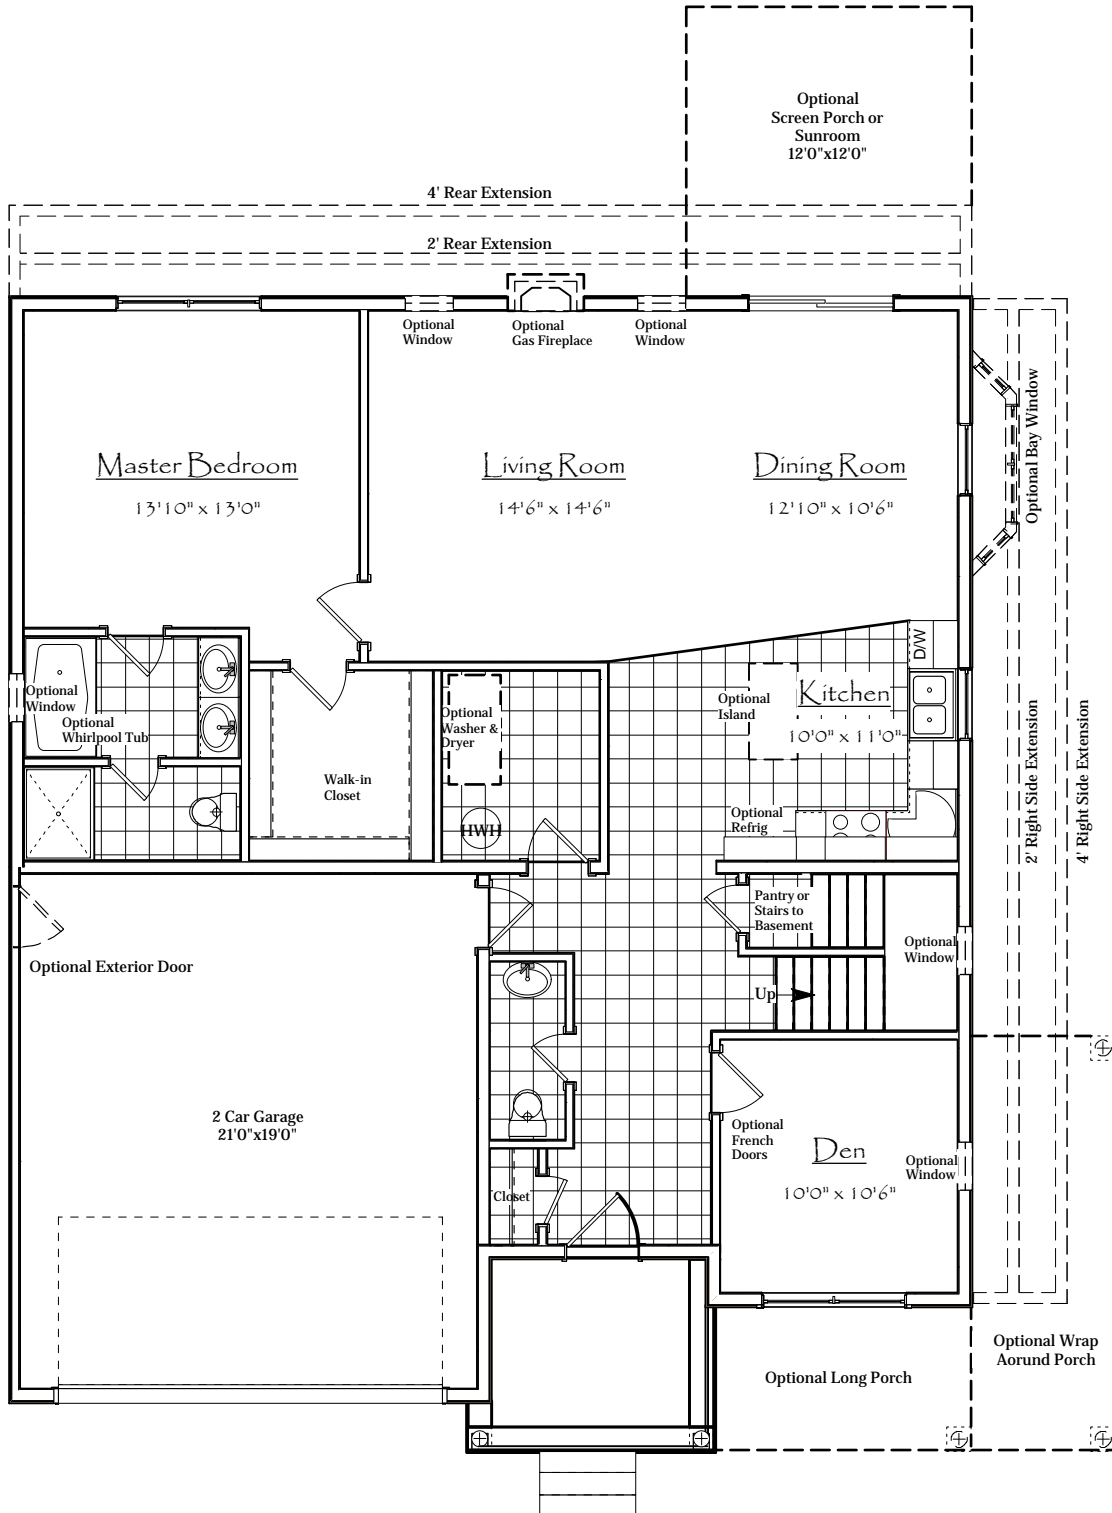 Optional
Screen Porch or
Sunroom
12'0"x12'0"
4' Rear Extension
2' Rear Extension
Optional
Window
Optional
Gas Fireplace
Optional
Window
Optional Bay Window
Master Bedroom
13'10" x 13'0"
Living Room
14'6" x 14'6"
Dining Room
12'10" x 10'6"
D/W
Optional
Window
Optional
Whirlpool Tub
Optional
Washer &
Dryer
Optional
Island
Kitchen
10'0" x 11'0"
Walk-in
Closet
HWH
Optional
Refrig
2' Right Side Extension
4' Right Side Extension
Pantry or
Stairs to
Basement
Optional
Window
Optional Exterior Door
Up
2 Car Garage
21'0"x19'0"
Optional
French
Doors
Den
10'0" x 10'6"
Optional
Window
Closet
Optional Long Porch
Optional Wrap
Aorund Porch